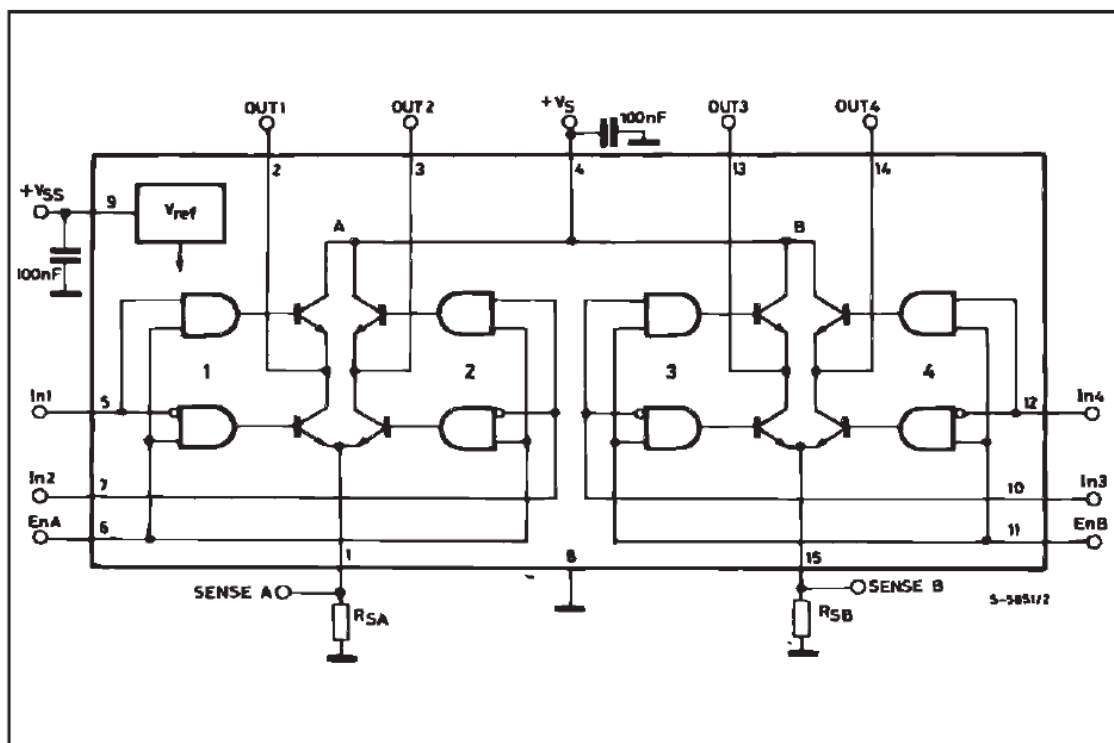 OUT1
OUT2
+VS
100nF
OUT3
OUT4
2
3
4
13
14
+VSS
9
Vref
A
B
100nF
1
2
3
4
In1
5
12
In4
In2
7
10
In3
EnA
6
11
EnB
1
8
15
SENSE A
RSA
SENSE B
RSB
S-5851/2